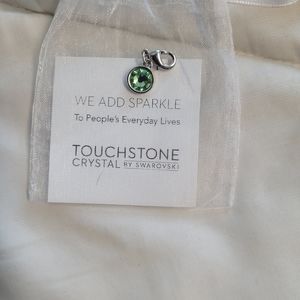 WE ADD SPARKLE
To People's Everyday Lives
TOUCHSTONE
CRYSTAL BY SWAROVSKI